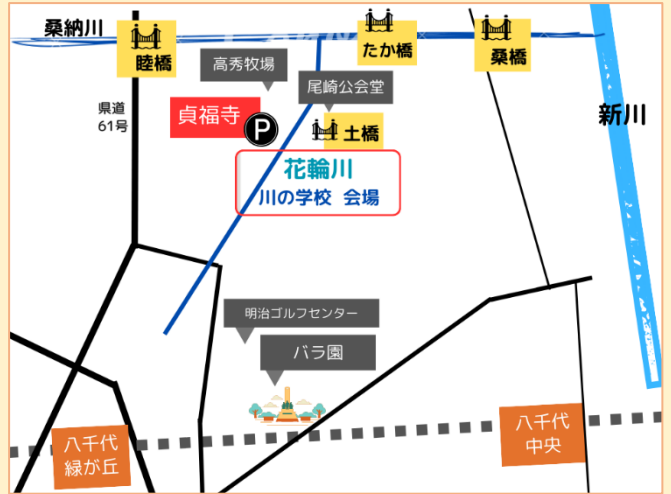 桑納川
睦橋
たか橋
桑橋
高秀牧場
尾崎公会堂
県道
61号
貞福寺
P
土橋
新川
花輪川
川の学校 会場
明治ゴルフセンター
バラ園
八千代
緑が丘
八千代
中央